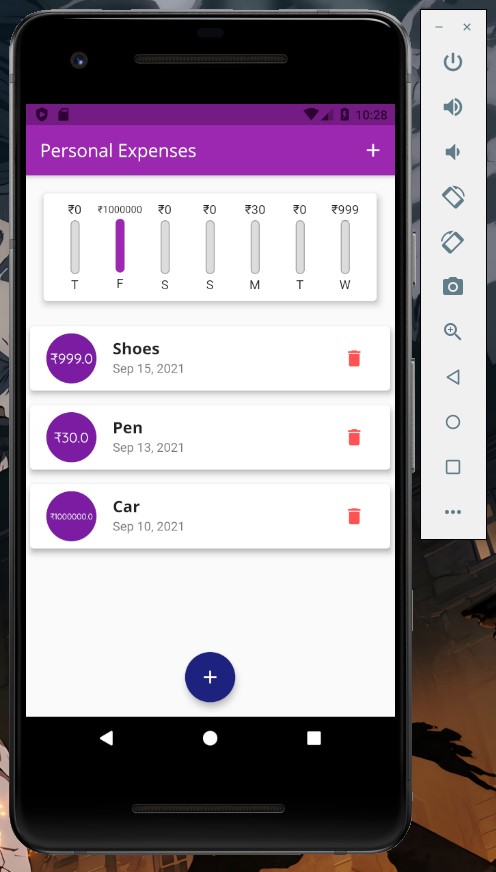 10:28
Personal Expenses
₹0 ₹1000000 ₹0 ₹0 ₹30 ₹0 ₹999
T F S S M T W
₹999.0
Shoes
Sep 15, 2021
₹30.0
Pen
Sep 13, 2021
₹1000000.0
Car
Sep 10, 2021